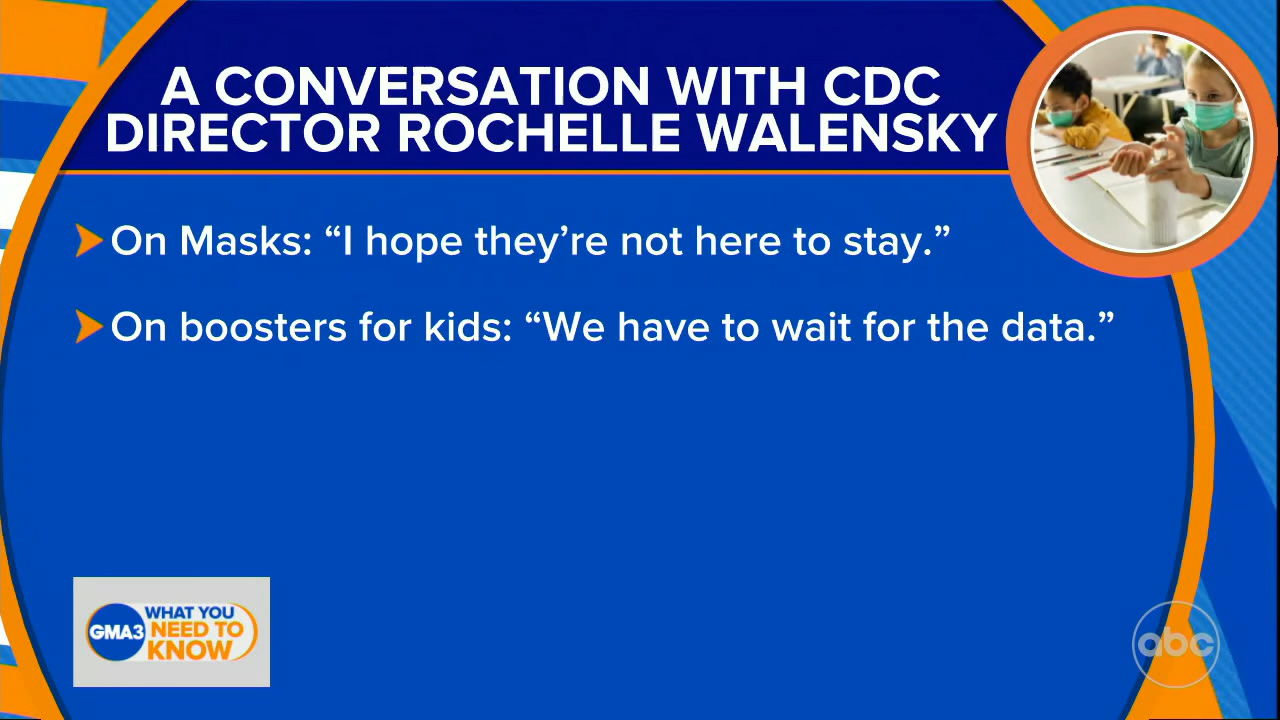 A CONVERSATION WITH CDC
DIRECTOR ROCHELLE WALENSKY
On Masks: “I hope they’re not here to stay.”
On boosters for kids: “We have to wait for the data.”
GMA3
WHAT YOU
NEED TO
KNOW
abc